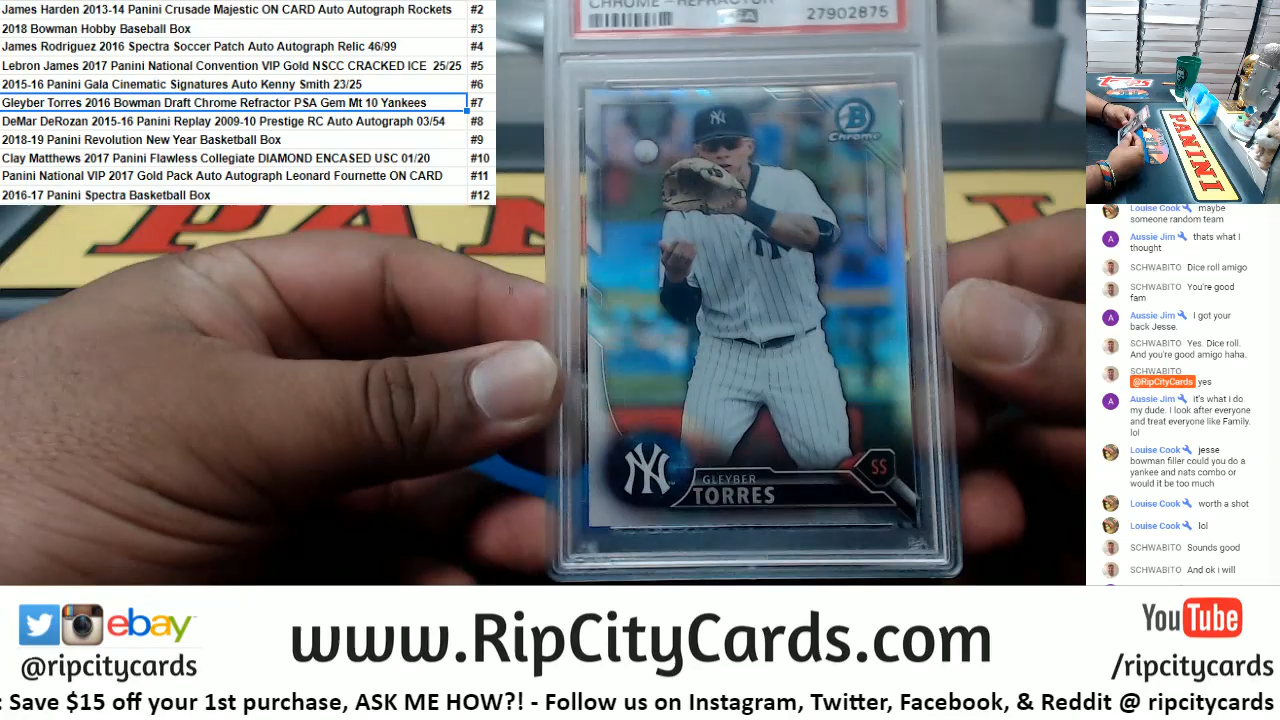 James Harden 2013-14 Panini Crusade Majestic ON CARD Auto Autograph Rockets #2
2018 Bowman Hobby Baseball Box #3
James Rodriguez 2016 Spectra Soccer Patch Auto Autograph Relic 46/99 #4
Lebron James 2017 Panini National Convention VIP Gold NSCC CRACKED ICE 25/25 #5
2015-16 Panini Gala Cinematic Signatures Auto Kenny Smith 23/25 #6
Gleyber Torres 2016 Bowman Draft Chrome Refractor PSA Gem Mt 10 Yankees #7
DeMar DeRozan 2015-16 Panini Replay 2009-10 Prestige RC Auto Autograph 03/54 #8
2018-19 Panini Revolution New Year Basketball Box #9
Clay Matthews 2017 Panini Flawless Collegiate DIAMOND ENCASED USC 01/20 #10
Panini National VIP 2017 Gold Pack Auto Autograph Leonard Fournette ON CARD #11
2016-17 Panini Spectra Basketball Box #12
CHROME-REFRACTOR
27902875
B
Chrome
NY
NY
SS
GLEYBER
TORRES
PANINI
Louise Cook maybe
someone random team
A Aussie Jim thats what I
thought
SCHWABITO Dice roll amigo
SCHWABITO You're good
fam
A Aussie Jim I got your
back Jesse.
SCHWABITO Yes. Dice roll.
And you're good amigo haha.
SCHWABITO
@RipCityCards yes
A Aussie Jim it's what i do
my dude. I look after everyone
and treat everyone like Family.
lol
Louise Cook jesse
bowman filler could you do a
yankee and nats combo or
would it be too much
Louise Cook worth a shot
Louise Cook lol
SCHWABITO Sounds good
SCHWABITO And ok i will
ebay
@ripcitycards
www.RipCityCards.com
YouTube
/ripcitycards
: Save $15 off your 1st purchase, ASK ME HOW?! - Follow us on Instagram, Twitter, Facebook, & Reddit @ ripcitycards